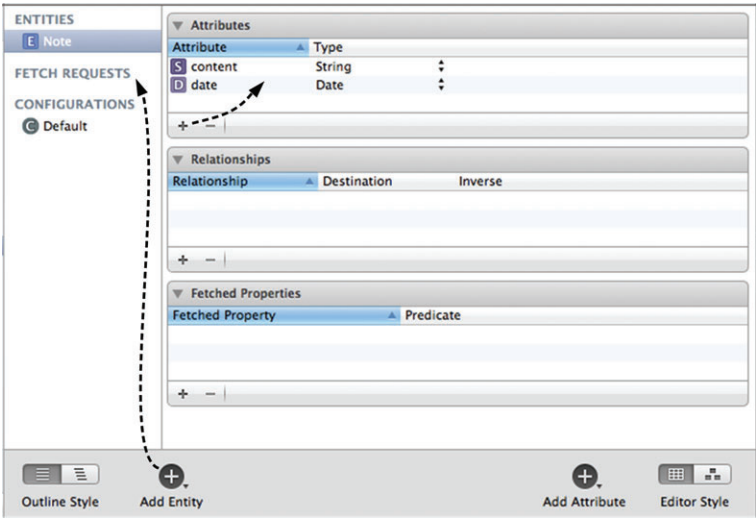 ENTITIES
E Note
FETCH REQUESTS
CONFIGURATIONS
C Default
Attributes
Attribute Type
S content String
D date Date
+ −
Relationships
Relationship Destination Inverse
+ −
Fetched Properties
Fetched Property Predicate
+ −
Outline Style Add Entity Add Attribute Editor Style